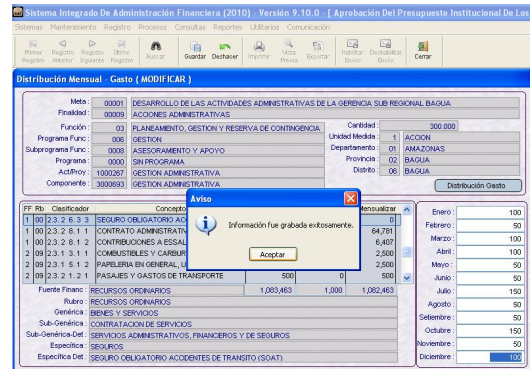 Sistema Integrado De Administración Financiera (2010) - Versión 9.10.0 - [ Aprobación Del Presupuesto Institucional De Los
Sistemas Mantenimiento Registro Procesos Consultas Reportes Utilitarios Comunicación
Primer Registro Registro Anterior Registro Siguiente Último Registro Buscar Guardar Deshacer Imprimir Vista Previa Exportar Habilitar Envío Deshabilitar Envío Cerrar
Distribución Mensual - Gasto ( MODIFICAR )
Meta : 00001 DESARROLLO DE LAS ACTIVIDADES ADMINISTRATIVAS DE LA GERENCIA SUB REGIONAL BAGUA
Finalidad : 00009 ACCIONES ADMINISTRATIVAS
Función : 03 PLANEAMIENTO, GESTION Y RESERVA DE CONTINGENCIA Cantidad : 300.000
Programa Func : 006 GESTION Unidad Medida : 1 ACCION
Subprograma Func : 0008 ASESORAMIENTO Y APOYO Departamento : 01 AMAZONAS
Programa : 0000 SIN PROGRAMA Provincia : 02 BAGUA
Act/Proy : 1000267 GESTION ADMINISTRATIVA Distrito : 06 BAGUA
Componente : 3000693 GESTION ADMINISTRATIVA Distribución Gasto
Aviso
Información fue grabada exitosamente.
Aceptar
FF Rb Clasificador Concepto Mensualizar
1 00 2.3. 2 6. 3 3 SEGURO OBLIGATORIO AC 0
1 00 2.3. 2 8. 1 1 CONTRATO ADMINISTRATIV 64,781
1 00 2.3. 2 8. 1 2 CONTRIBUCIONES A ESSAL 6,407
2 09 2.3. 1 3. 1 1 COMBUSTIBLES Y CARBUR 2,500
2 09 2.3. 1 5. 1 2 PAPELERIA EN GENERAL, U 2,500
2 09 2.3. 2 1. 2 1 PASAJES Y GASTOS DE TRANSPORTE 500 0 500
Fuente Financ : RECURSOS ORDINARIOS 1,083,463 1,000 1,082,463
Rubro : RECURSOS ORDINARIOS
Genérica : BIENES Y SERVICIOS
Sub-Genérica : CONTRATACION DE SERVICIOS
Sub-Genérica-Det : SERVICIOS ADMINISTRATIVOS, FINANCIEROS Y DE SEGUROS
Específica : SEGUROS
Específica Det : SEGURO OBLIGATORIO ACCIDENTES DE TRANSITO (SOAT)
Enero : 100
Febrero : 50
Marzo : 100
Abril : 100
Mayo : 50
Junio : 50
Julio : 150
Agosto : 50
Setiembre : 50
Octubre : 150
Noviembre : 50
Diciembre : 100